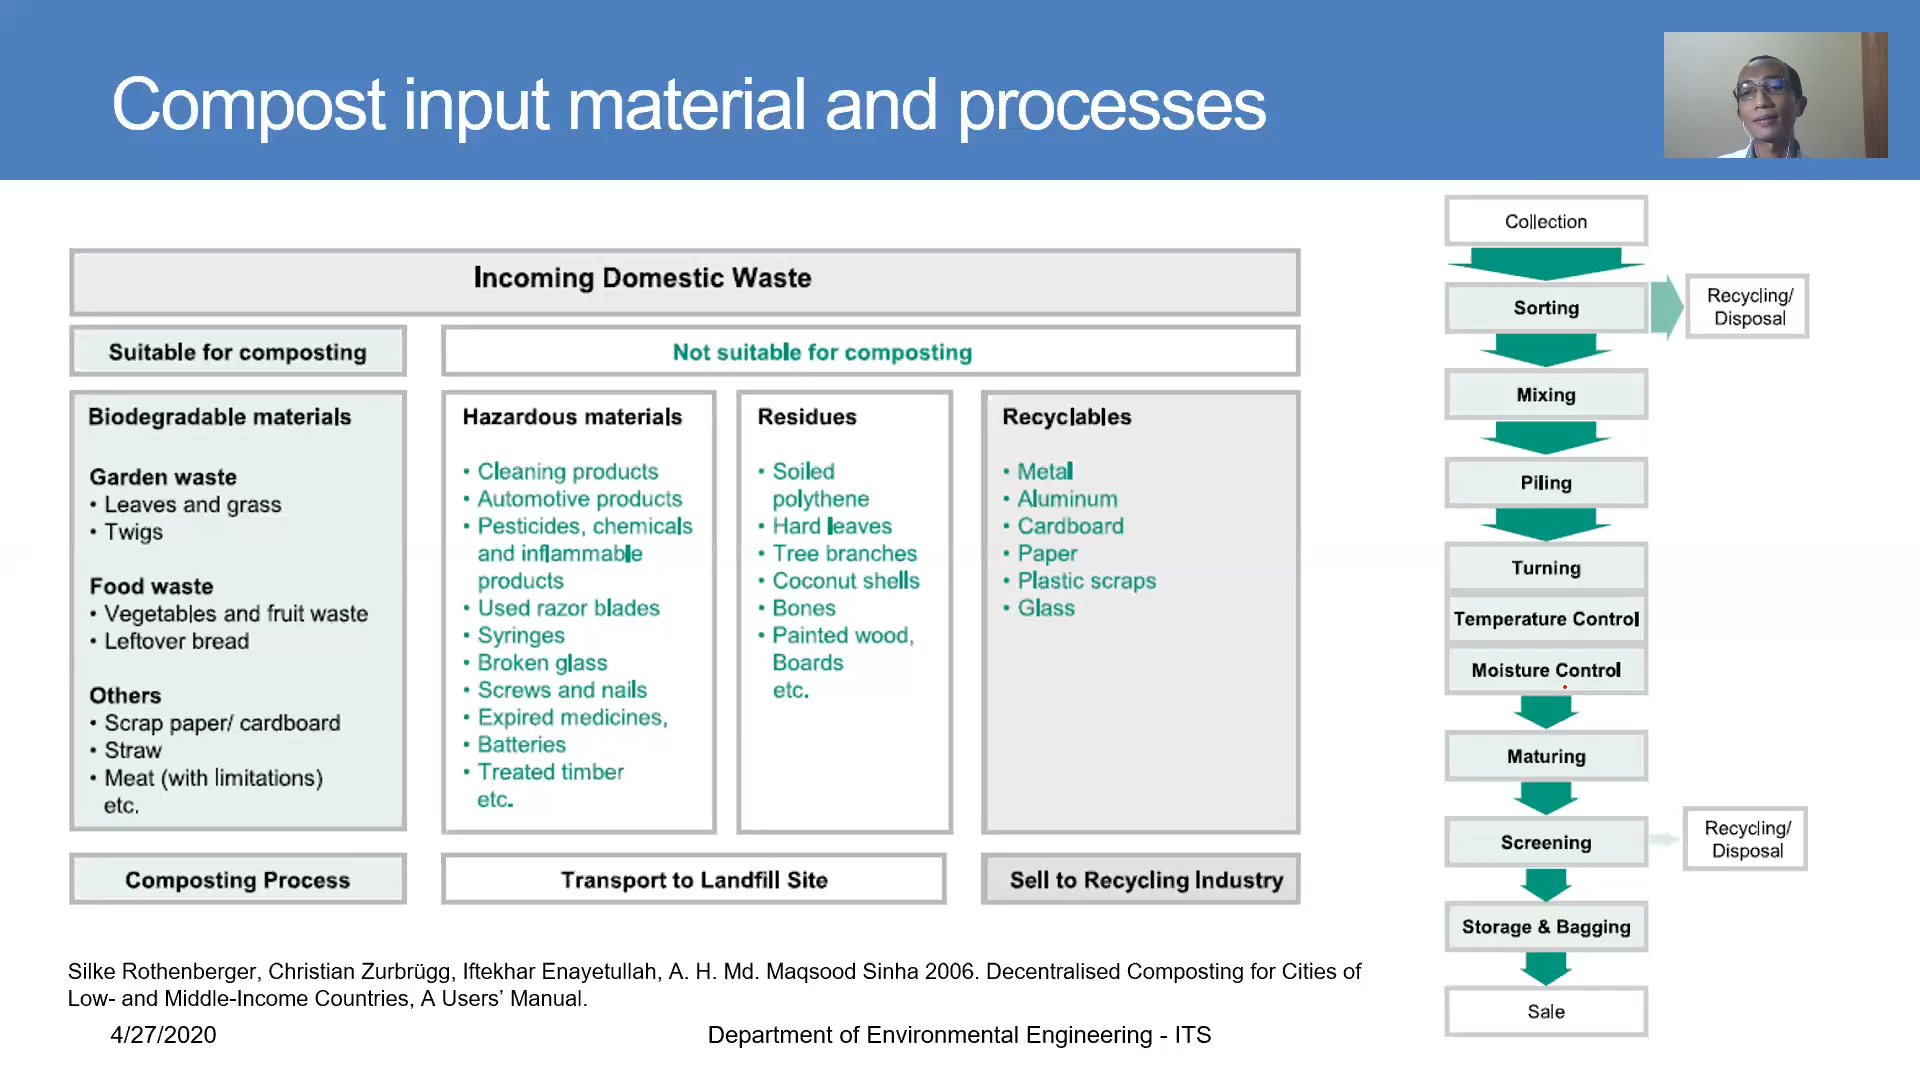 Compost input material and processes
Incoming Domestic Waste
Suitable for composting
Not suitable for composting
Biodegradable materials
Garden waste
• Leaves and grass
• Twigs
Food waste
• Vegetables and fruit waste
• Leftover bread
Others
• Scrap paper/ cardboard
• Straw
• Meat (with limitations)
etc.
Hazardous materials
• Cleaning products
• Automotive products
• Pesticides, chemicals
and inflammable
products
• Used razor blades
• Syringes
• Broken glass
• Screws and nails
• Expired medicines,
• Batteries
• Treated timber
etc.
Residues
• Soiled
polythene
• Hard leaves
• Tree branches
• Coconut shells
• Bones
• Painted wood,
Boards
etc.
Recyclables
• Metal
• Aluminum
• Cardboard
• Paper
• Plastic scraps
• Glass
Composting Process
Transport to Landfill Site
Sell to Recycling Industry
Collection
Sorting
Recycling/
Disposal
Mixing
Piling
Turning
Temperature Control
Moisture Control
Maturing
Screening
Recycling/
Disposal
Storage & Bagging
Sale
Silke Rothenberger, Christian Zurbrügg, Iftekhar Enayetullah, A. H. Md. Maqsood Sinha 2006. Decentralised Composting for Cities of
Low- and Middle-Income Countries, A Users’ Manual.
4/27/2020
Department of Environmental Engineering - ITS